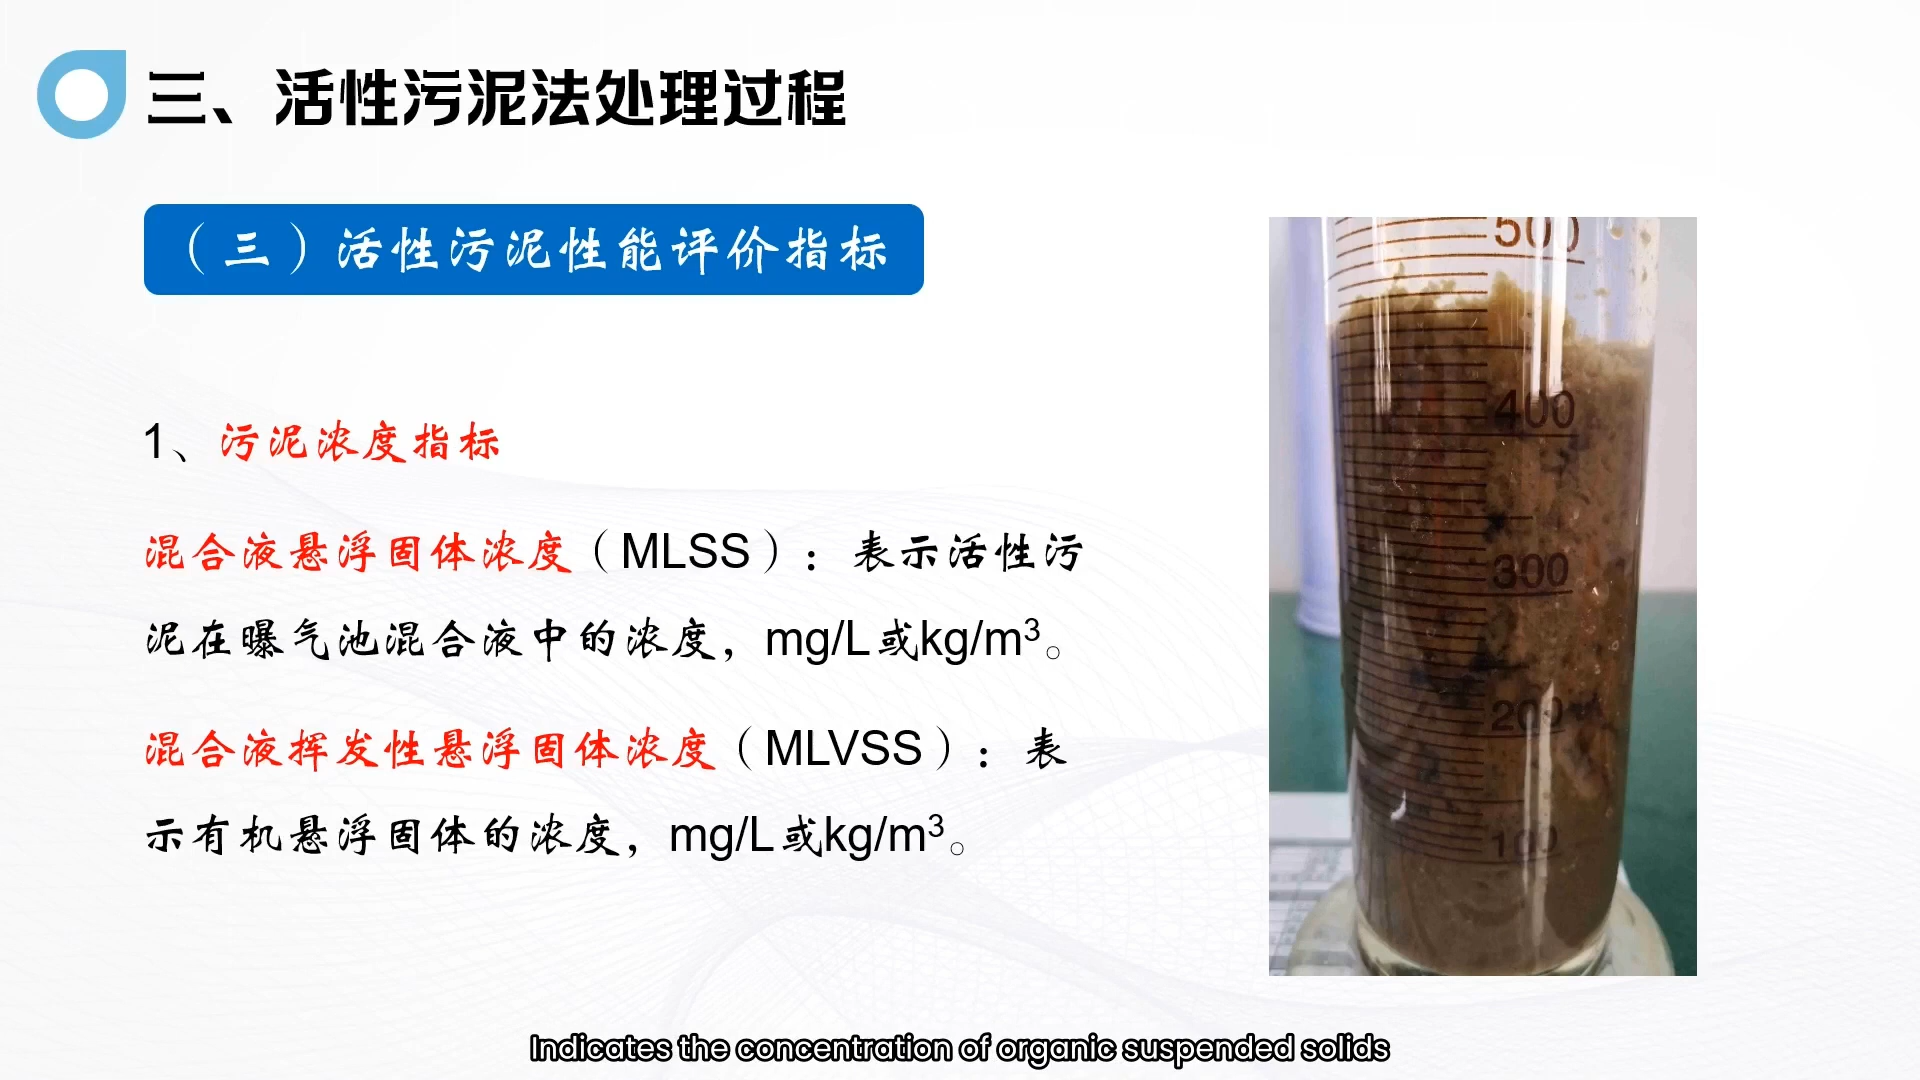 三、活性污泥法处理过程
（三）活性污泥性能评价指标
1、污泥浓度指标
混合液悬浮固体浓度（MLSS）：表示活性污
泥在曝气池混合液中的浓度，mg/L或kg/m³。
混合液挥发性悬浮固体浓度（MLVSS）：表
示有机悬浮固体的浓度，mg/L或kg/m³。
500
400
300
200
100
Indicates the concentration of organic suspended solids